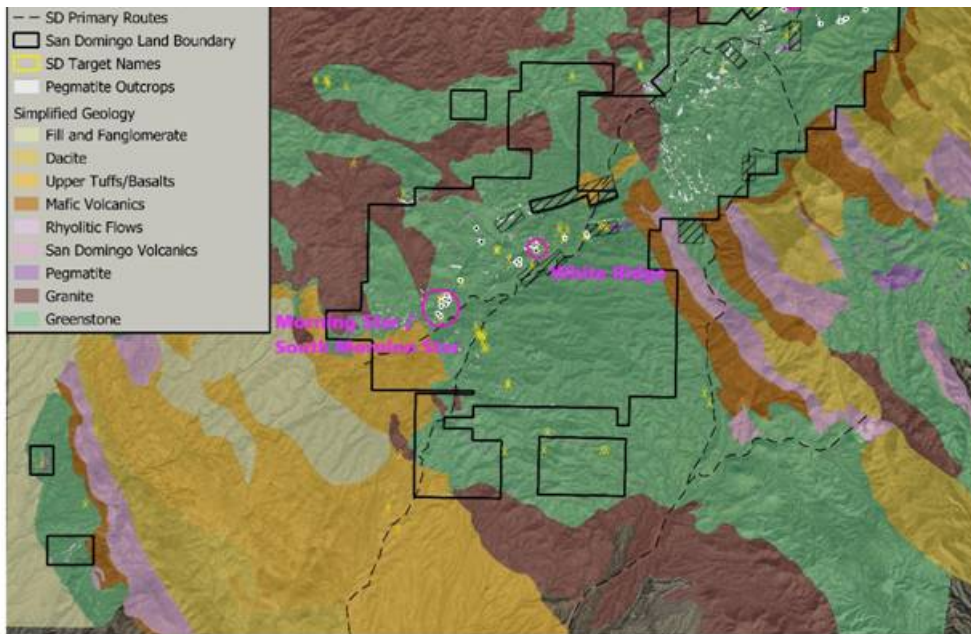 SD Primary Routes
San Domingo Land Boundary
SD Target Names
Pegmatite Outcrops
Simplified Geology
Fill and Fanglomerate
Dacite
Upper Tuffs/Basalts
Mafic Volcanics
Rhyolitic Flows
San Domingo Volcanics
Pegmatite
Granite
Greenstone
White Ridge
Morning Star /
South Morning Star